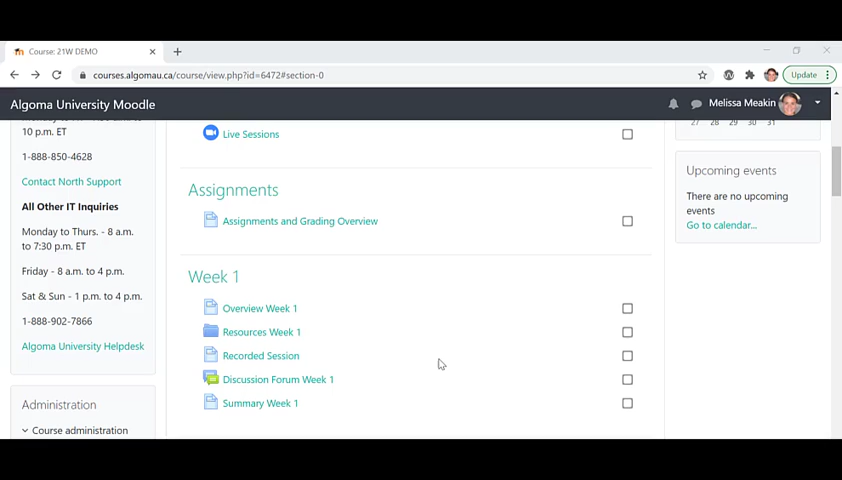 Course: 21W DEMO
courses.algomau.ca/course/view.php?id=6472#section-0
Update
Algoma University Moodle
Melissa Meakin
10 p.m. ET
1-888-850-4628
Contact North Support
All Other IT Inquiries
Monday to Thurs. - 8 a.m.
to 7:30 p.m. ET
Friday - 8 a.m. to 4 p.m.
Sat & Sun - 1 p.m. to 4 p.m.
1-888-902-7866
Algoma University Helpdesk
Administration
Course administration
Live Sessions
Assignments
Assignments and Grading Overview
Week 1
Overview Week 1
Resources Week 1
Recorded Session
Discussion Forum Week 1
Summary Week 1
27 28 29 30 31
Upcoming events
There are no upcoming
events
Go to calendar...